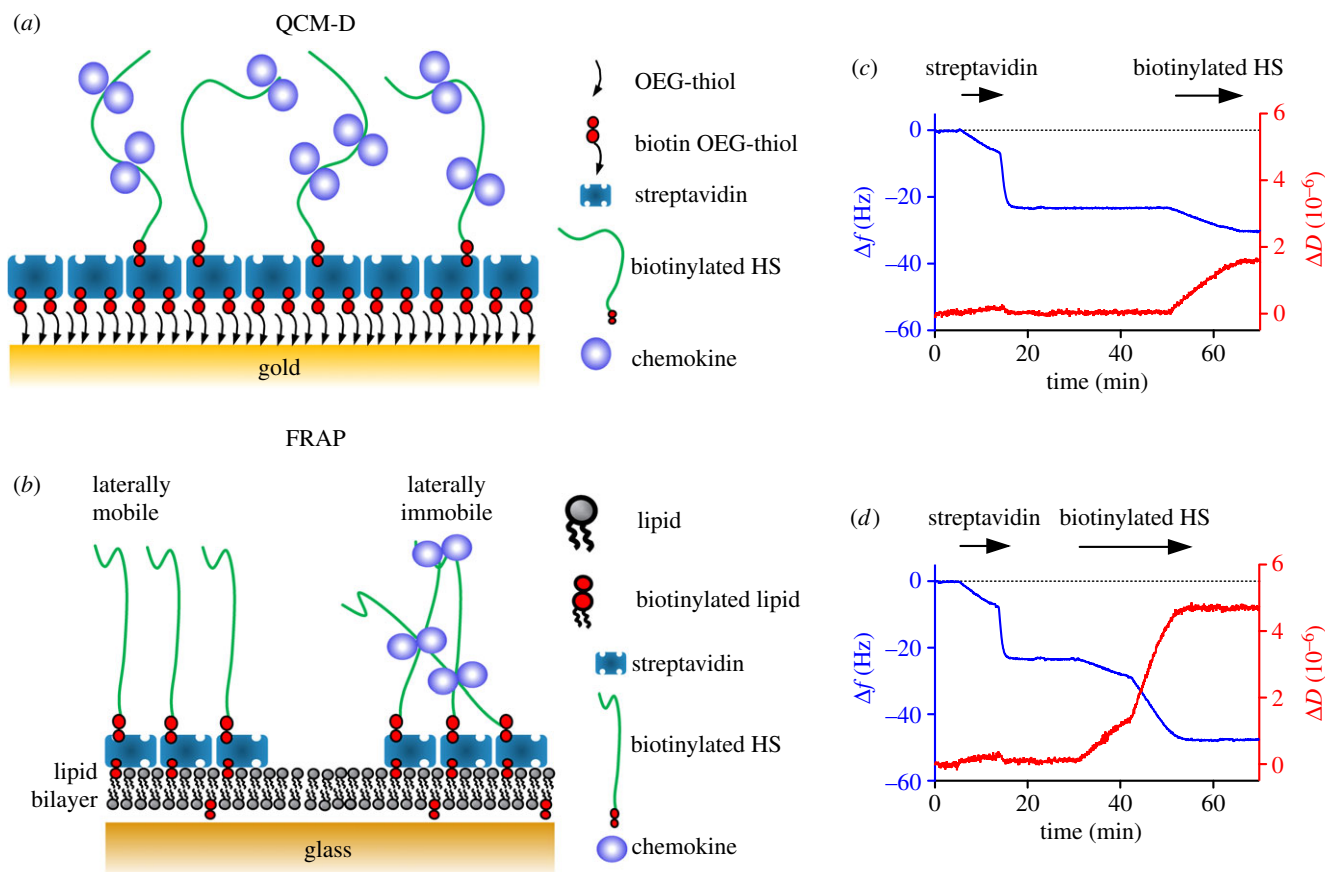 (a)
QCM-D
OEG-thiol
biotin OEG-thiol
streptavidin
biotinylated HS
chemokine
gold
FRAP
(b)
laterally
mobile
laterally
immobile
lipid
biotinylated lipid
streptavidin
biotinylated HS
chemokine
lipid
bilayer
glass
(c)
streptavidin
biotinylated HS
0
–20
–40
–60
Δf (Hz)
6
4
2
0
ΔD (10–6)
0
20
40
60
time (min)
(d)
streptavidin
biotinylated HS
0
–20
–40
–60
Δf (Hz)
6
4
2
0
ΔD (10–6)
0
20
40
60
time (min)